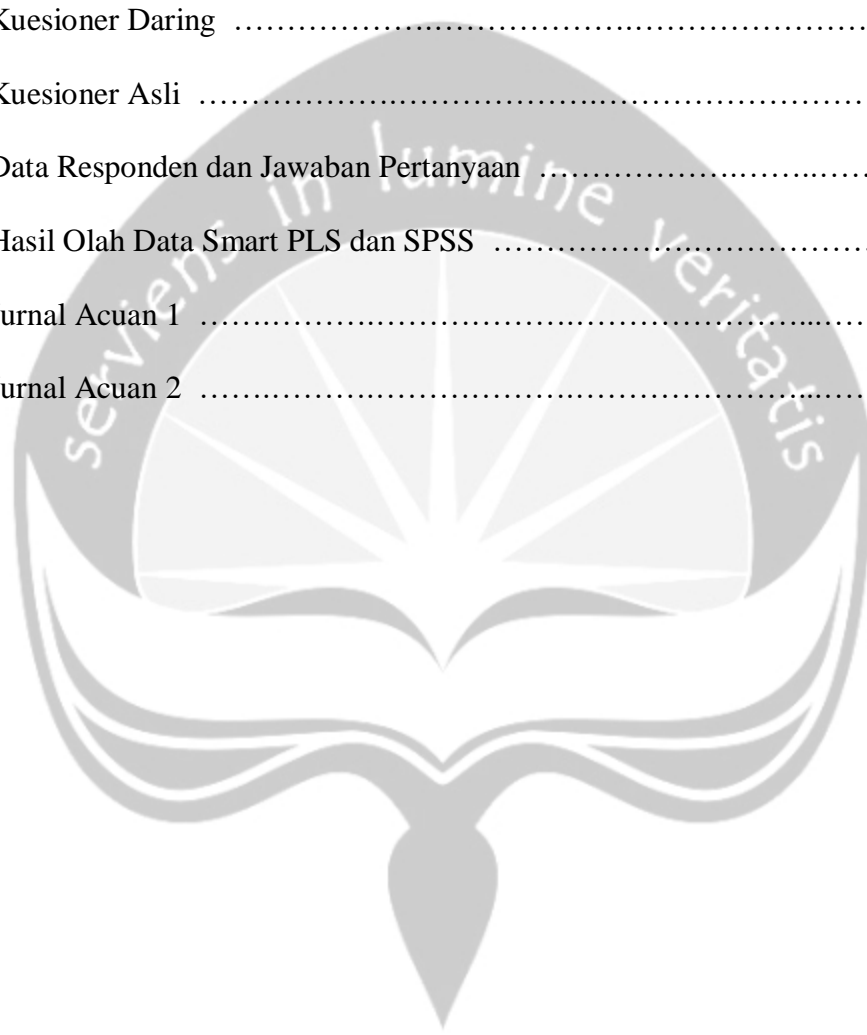 Kuesioner Daring ……………….……………….…………………
Kuesioner Asli ……………….……………….……………………
Data Responden dan Jawaban Pertanyaan ……………….…….……
Hasil Olah Data Smart PLS dan SPSS ……………….………………
urnal Acuan 1 …….……….……………….…………………...……
urnal Acuan 2 …….……….……………….…………………...……
serviens in lumine veritatis